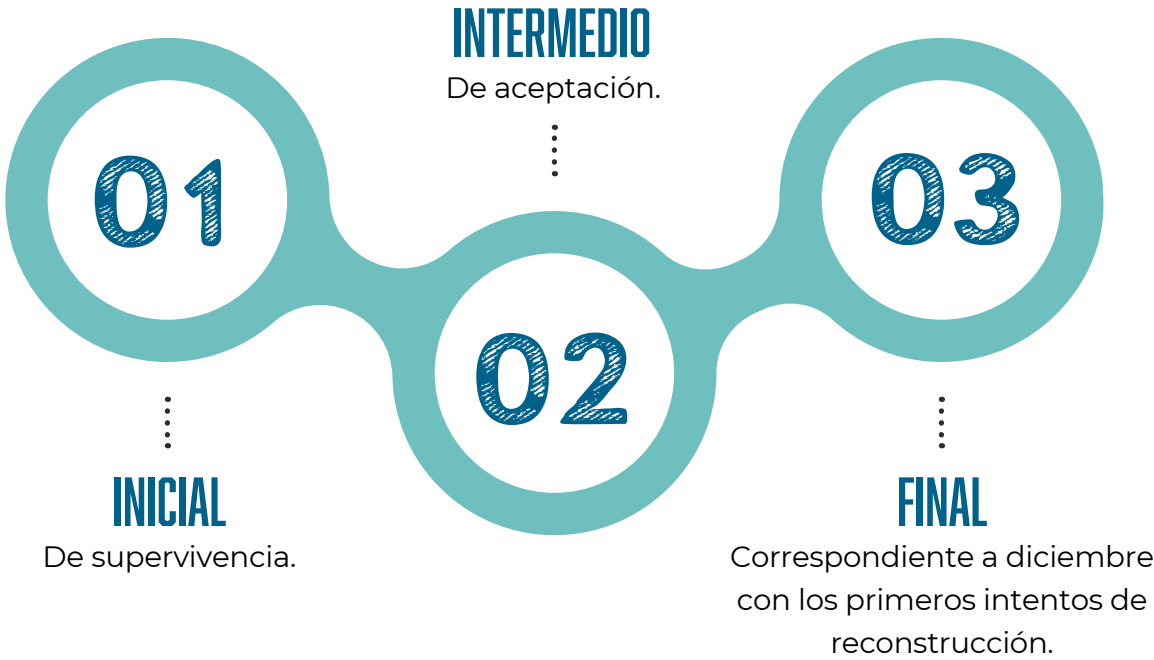 01
INICIAL
De supervivencia.
INTERMEDIO
De aceptación.
02
03
FINAL
Correspondiente a diciembre
con los primeros intentos de
reconstrucción.